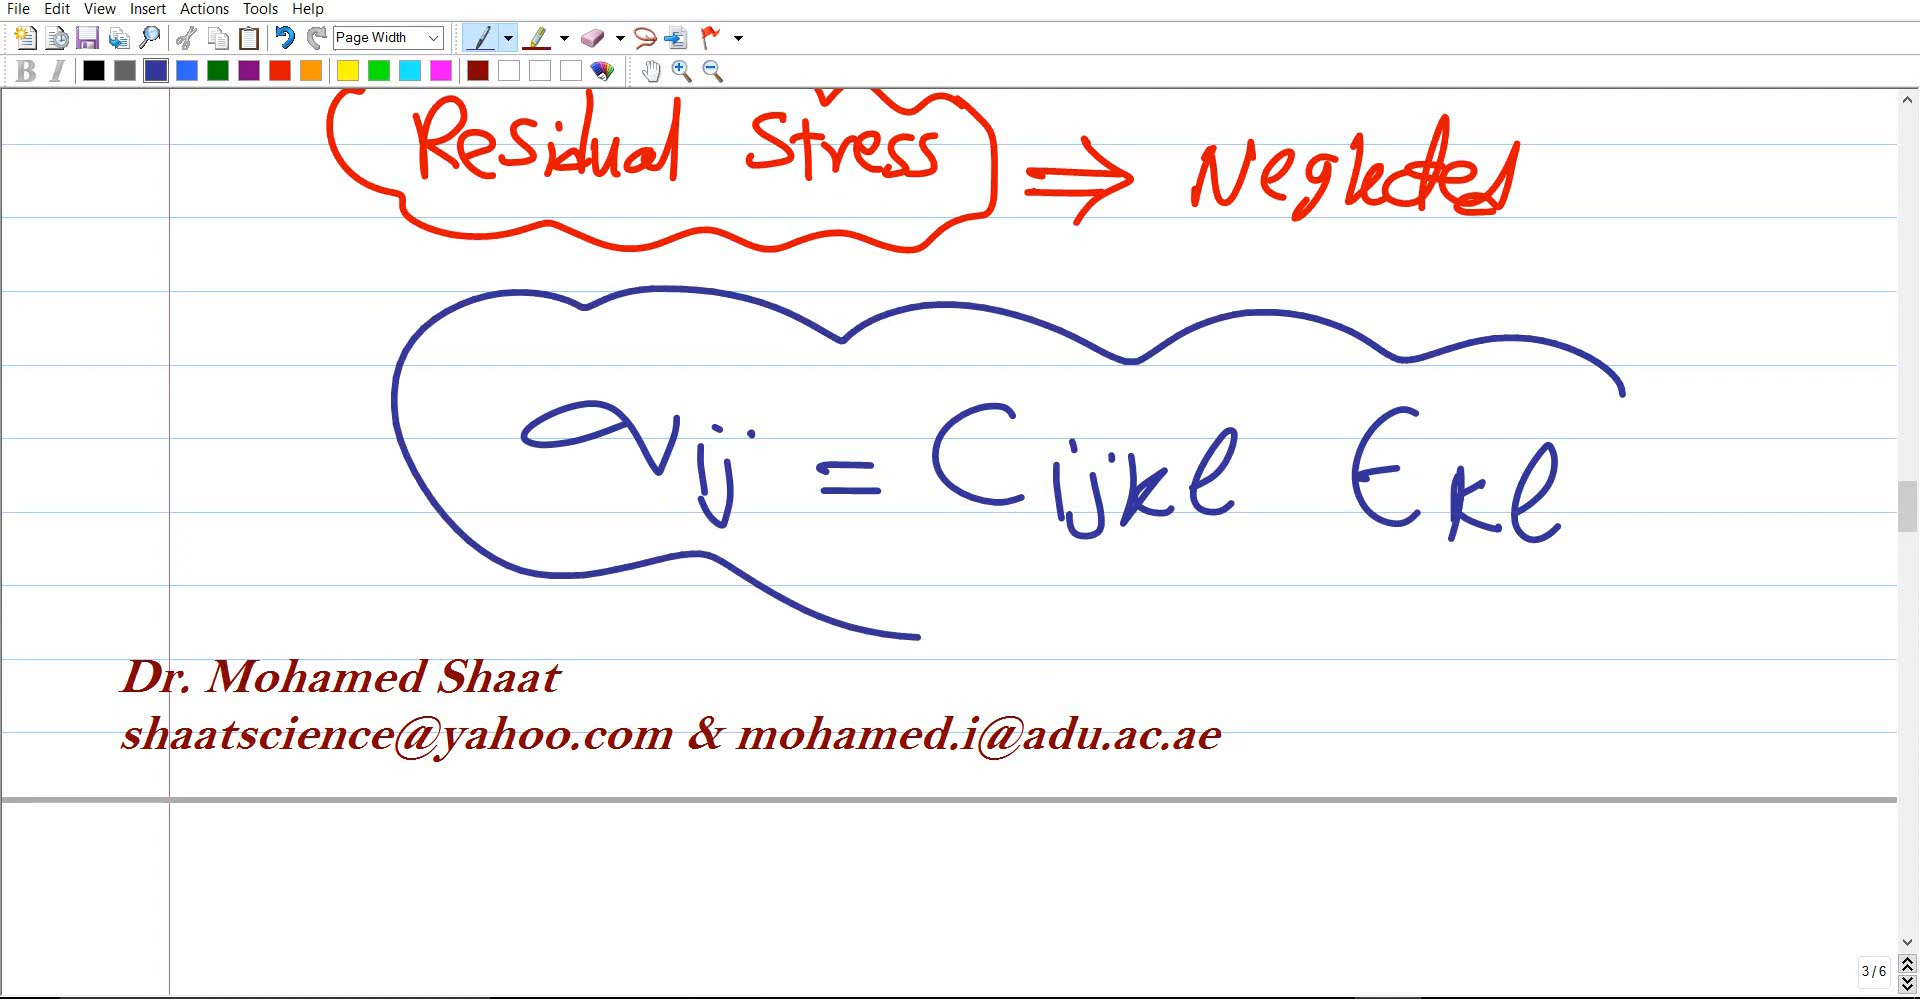 File Edit View Insert Actions Tools Help
Page Width
B I
Residual Stress ⇒ Neglected
σij = Cijkl ϵkl
Dr. Mohamed Shaat
shaatscience@yahoo.com & mohamed.i@adu.ac.ae
3 / 6